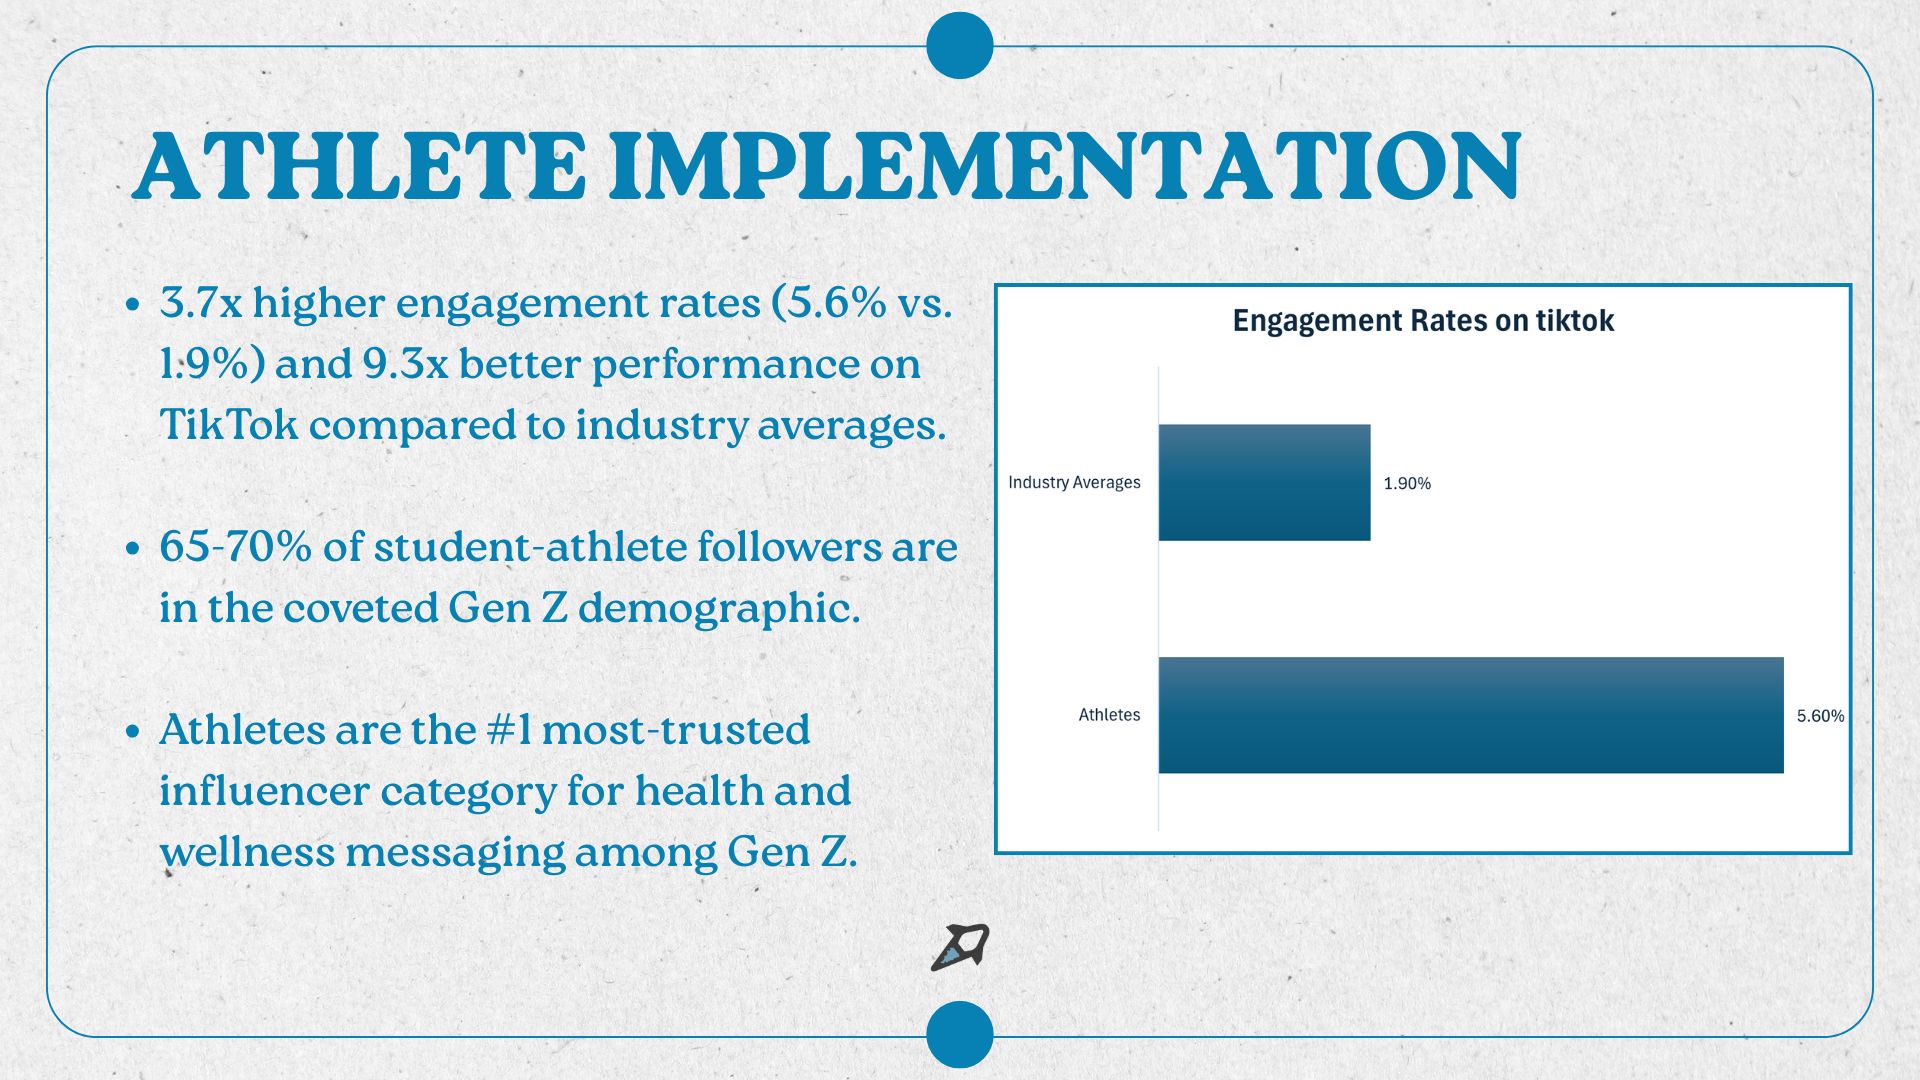 ATHLETE IMPLEMENTATION
• 3.7x higher engagement rates (5.6% vs.
1.9%) and 9.3x better performance on
TikTok compared to industry averages.
• 65-70% of student-athlete followers are
in the coveted Gen Z demographic.
• Athletes are the #1 most-trusted
influencer category for health and
wellness messaging among Gen Z.
Engagement Rates on tiktok
Industry Averages
1.90%
Athletes
5.60%